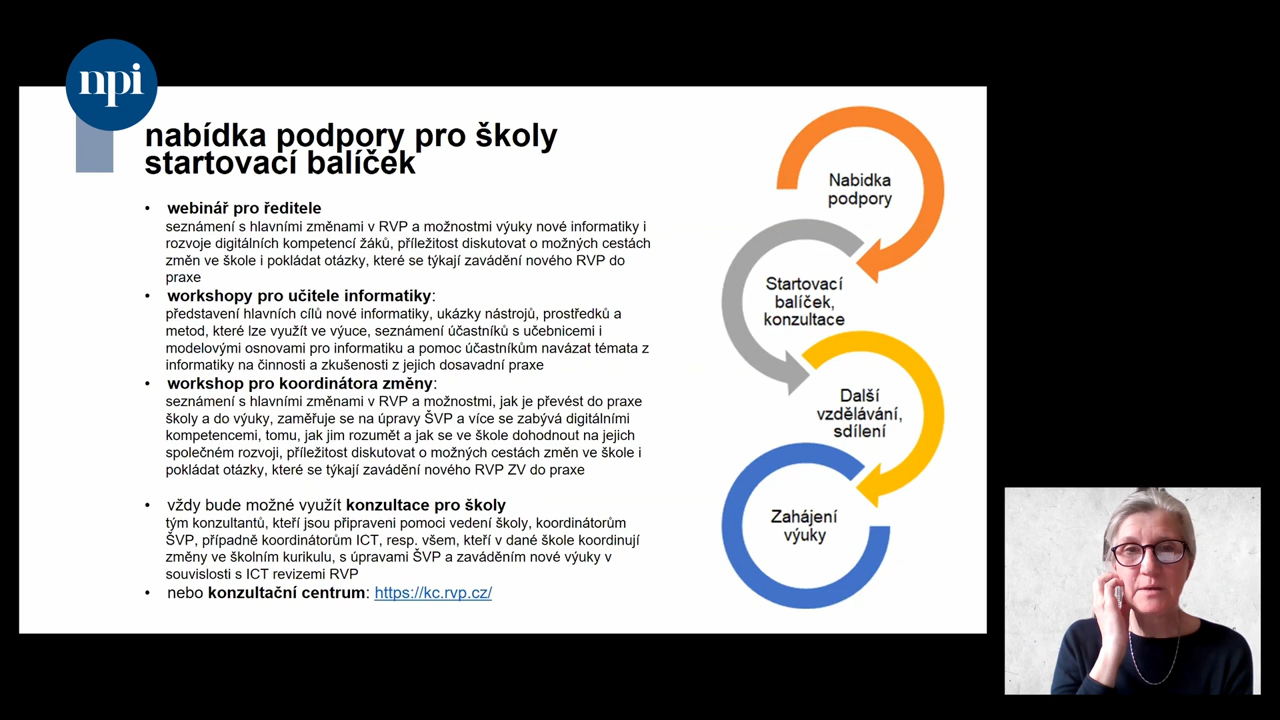 npi
nabídka podpory pro školy
startovací balíček
• webinář pro ředitele
seznámení s hlavními změnami v RVP a možnostmi výuky nové informatiky i
rozvoje digitálních kompetencí žáků, příležitost diskutovat o možných cestách
změn ve škole i pokládat otázky, které se týkají zavádění nového RVP do
praxe
• workshopy pro učitele informatiky:
představení hlavních cílů nové informatiky, ukázky nástrojů, prostředků a
metod, které lze využít ve výuce, seznámení účastníků s učebnicemi i
modelovými osnovami pro informatiku a pomoc účastníkům navázat témata z
informatiky na činnosti a zkušenosti z jejich dosavadní praxe
• workshop pro koordinátora změny:
seznámení s hlavními změnami v RVP a možnostmi, jak je převést do praxe
školy a do výuky, zaměřuje se na úpravy ŠVP a více se zabývá digitálními
kompetencemi, tomu, jak jim rozumět a jak se ve škole dohodnout na jejich
společném rozvoji, příležitost diskutovat o možných cestách změn ve škole i
pokládat otázky, které se týkají zavádění nového RVP ZV do praxe
• vždy bude možné využít konzultace pro školy
tým konzultantů, kteří jsou připraveni pomoci vedení školy, koordinátorům
ŠVP, případně koordinátorům ICT, resp. všem, kteří v dané škole koordinují
změny ve školním kurikulu, s úpravami ŠVP a zaváděním nové výuky v
souvislosti s ICT revizemi RVP
• nebo konzultační centrum: https://kc.rvp.cz/
Nabidka
podpory
Startovací
balíček,
konzultace
Další
vzdělávání,
sdílení
Zahájení
výuky